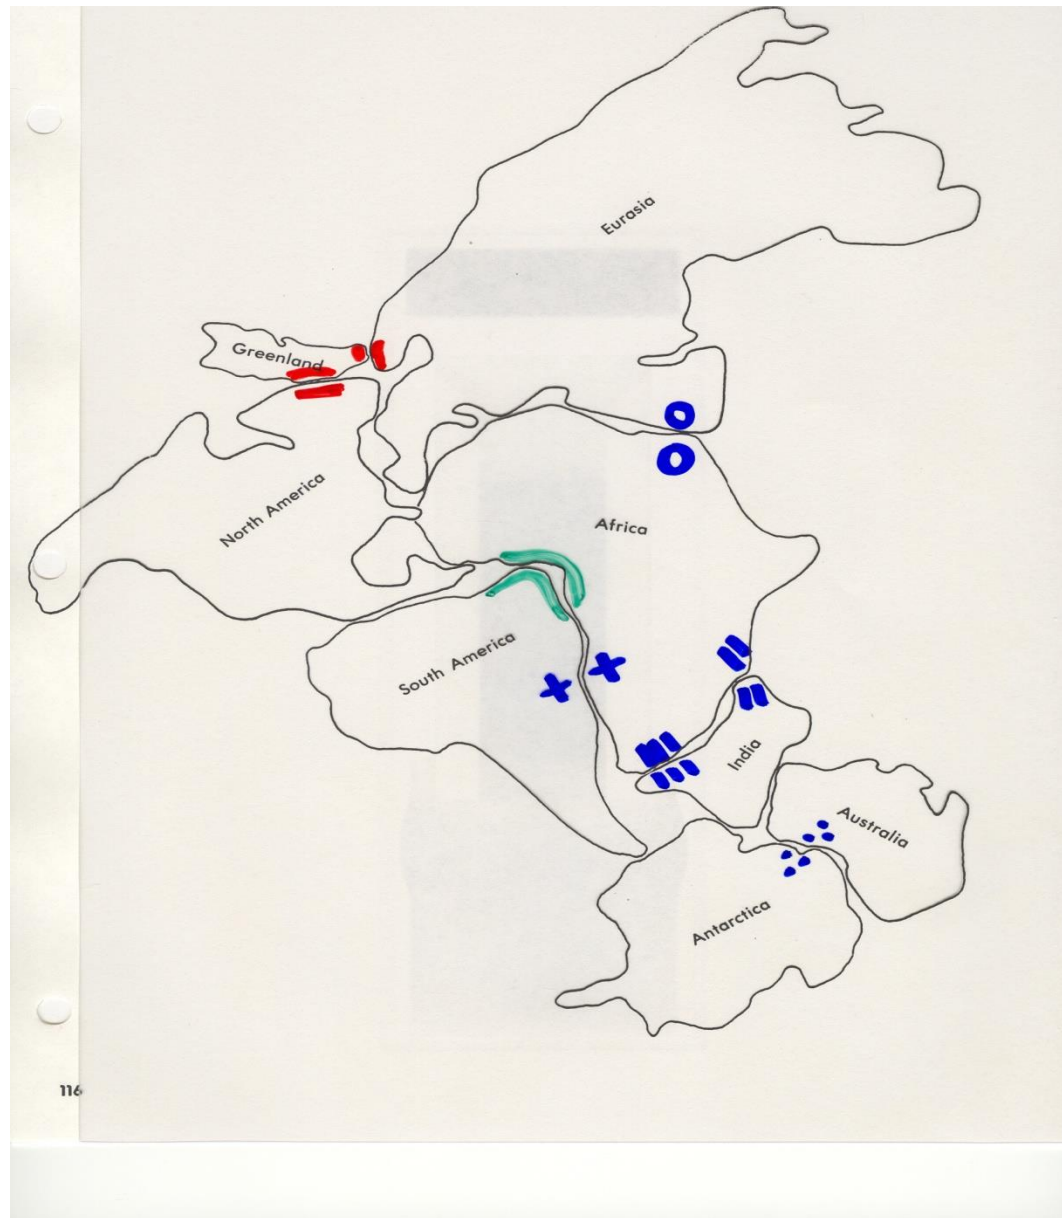 Eurasia
Greenland
North America
Africa
South America
India
Australia
Antarctica
116